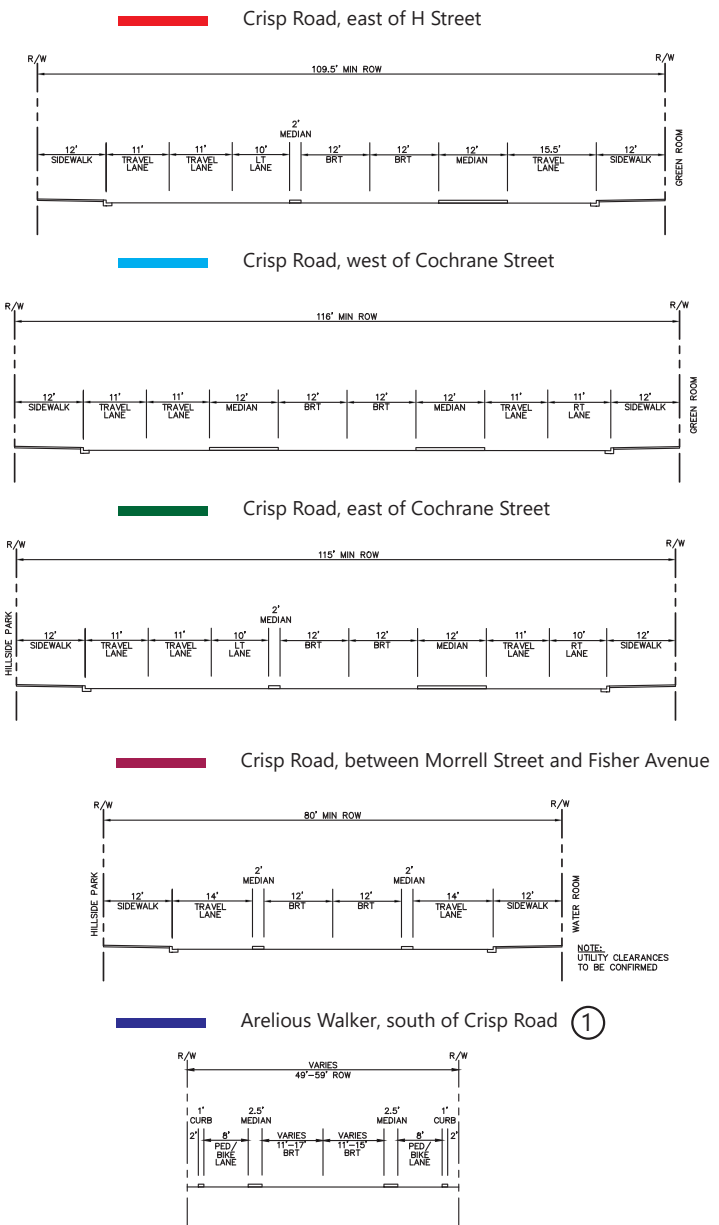 Crisp Road, east of H Street
R/W
R/W
109.5' MIN ROW
2'
MEDIAN
12' 11' 11' 10' 12' 12' 12' 15.5' 12'
SIDEWALK TRAVEL TRAVEL LT BRT BRT MEDIAN TRAVEL SIDEWALK
LANE LANE LANE LANE
GREEN ROOM
Crisp Road, west of Cochrane Street
R/W
R/W
116' MIN ROW
12' 11' 11' 12' 12' 12' 12' 11' 11' 12'
SIDEWALK TRAVEL TRAVEL MEDIAN BRT BRT MEDIAN TRAVEL RT SIDEWALK
LANE LANE LANE LANE
GREEN ROOM
Crisp Road, east of Cochrane Street
R/W
R/W
115' MIN ROW
2'
MEDIAN
HILLSIDE PARK
12' 11' 11' 10' 12' 12' 12' 11' 10' 12'
SIDEWALK TRAVEL TRAVEL LT BRT BRT MEDIAN TRAVEL RT SIDEWALK
LANE LANE LANE LANE LANE
Crisp Road, between Morrell Street and Fisher Avenue
R/W
R/W
80' MIN ROW
2' 2'
MEDIAN MEDIAN
HILLSIDE PARK
12' 14' 12' 12' 14' 12'
SIDEWALK TRAVEL BRT BRT TRAVEL SIDEWALK
LANE LANE
WATER ROOM
NOTE:
UTILITY CLEARANCES
TO BE CONFIRMED
Arelious Walker, south of Crisp Road 1
R/W
R/W
VARIES
49'-59' ROW
1' 2.5' 2.5' 1'
CURB MEDIAN MEDIAN CURB
2' 8' VARIES VARIES 8' 2'
PED/ 11'-17' 11'-15' PED/
BIKE BRT BRT BIKE
LANE LANE